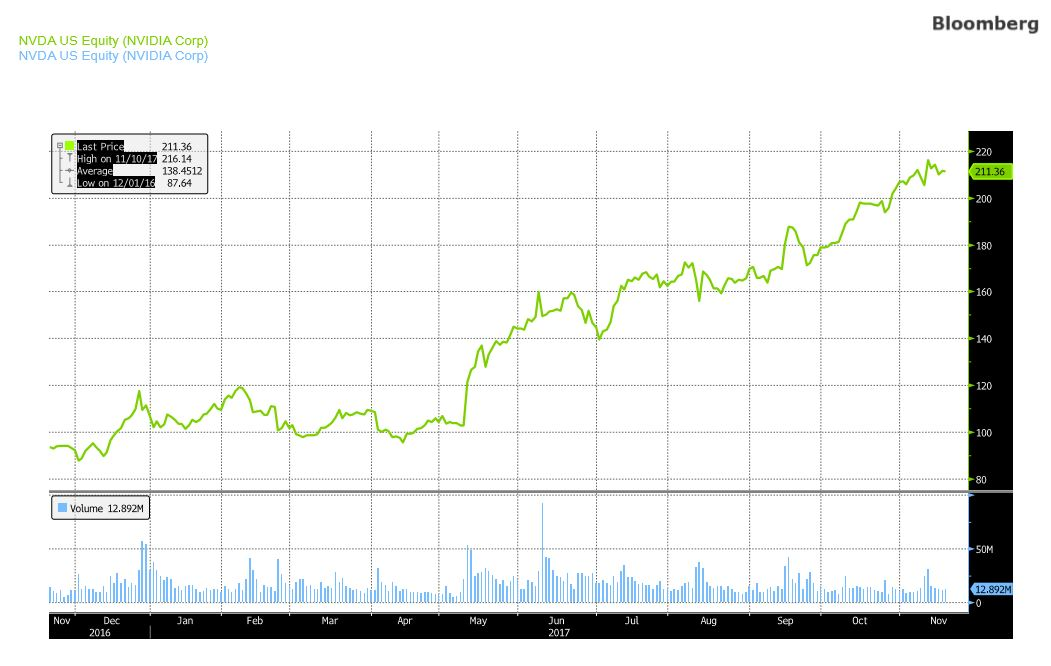 Bloomberg
NVDA US Equity (NVIDIA Corp)
NVDA US Equity (NVIDIA Corp)
Last Price 211.36
High on 11/10/17 216.14
Average 138.4512
Low on 12/01/16 87.64
220
211.36
200
180
160
140
120
100
80
Volume 12.892M
50M
12.892M
0
Nov Dec Jan Feb Mar Apr May Jun Jul Aug Sep Oct Nov
2016 2017